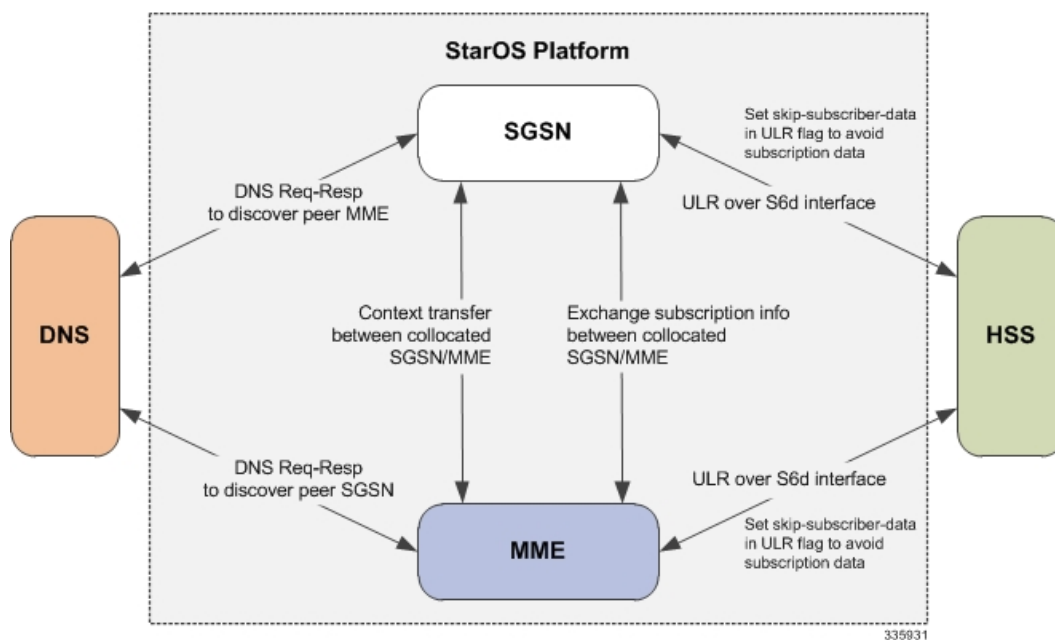 StarOS Platform
SGSN
Set skip-subscriber-data
in ULR flag to avoid
subscription data
DNS Req-Resp
to discover peer MME
ULR over S6d interface
DNS
Context transfer
between collocated
SGSN/MME
Exchange subscription info
between collocated
SGSN/MME
HSS
DNS Req-Resp
to discover peer SGSN
ULR over S6d interface
MME
Set skip-subscriber-data
in ULR flag to avoid
subscription data
335931